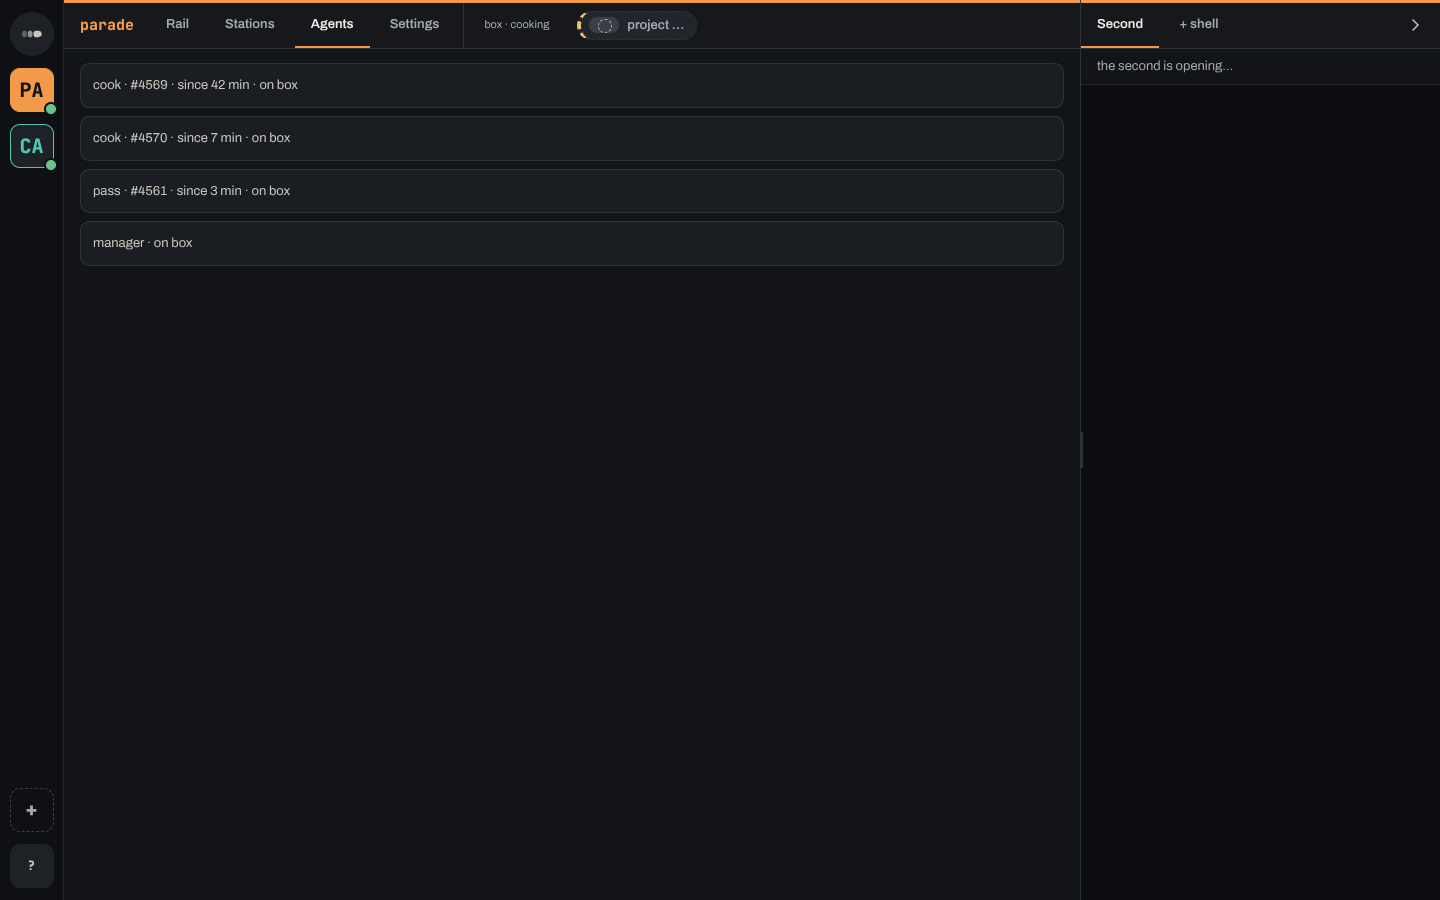 parade Rail Stations Agents Settings box · cooking project ... Second + shell
PA
CA
cook · #4569 · since 42 min · on box
cook · #4570 · since 7 min · on box
pass · #4561 · since 3 min · on box
manager · on box
the second is opening...
+
?